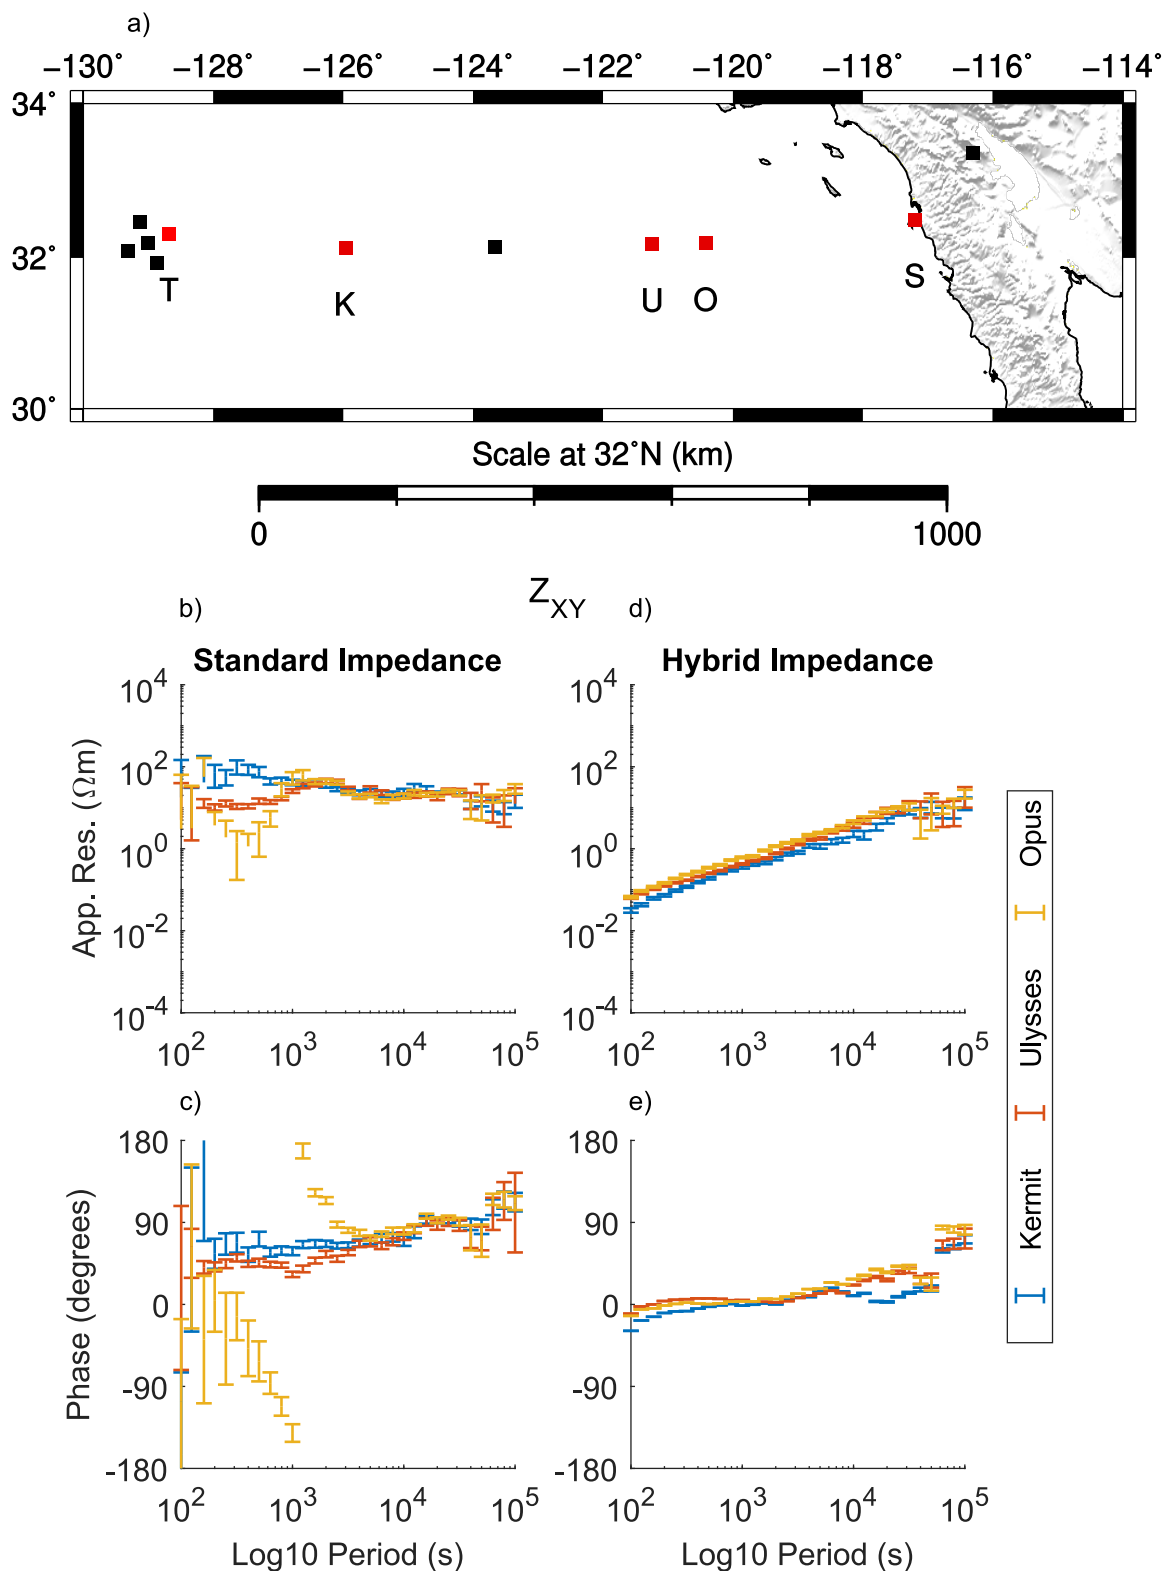 a)
−130° −128° −126° −124° −122° −120° −118° −116° −114°
34°
32°
30°
T K U O S
Scale at 32°N (km)
0 1000
Z_XY
b) d)
Standard Impedance Hybrid Impedance
10^4 10^4
10^2 10^2
10^0 10^0
10^-2 10^-2
10^-4 10^-4
App. Res. (Ωm)
10^2 10^3 10^4 10^5 10^2 10^3 10^4 10^5
c) e)
180 180
90 90
0 0
-90 -90
-180 -180
Phase (degrees)
10^2 10^3 10^4 10^5 10^2 10^3 10^4 10^5
Log10 Period (s) Log10 Period (s)
Kermit Ulysses Opus